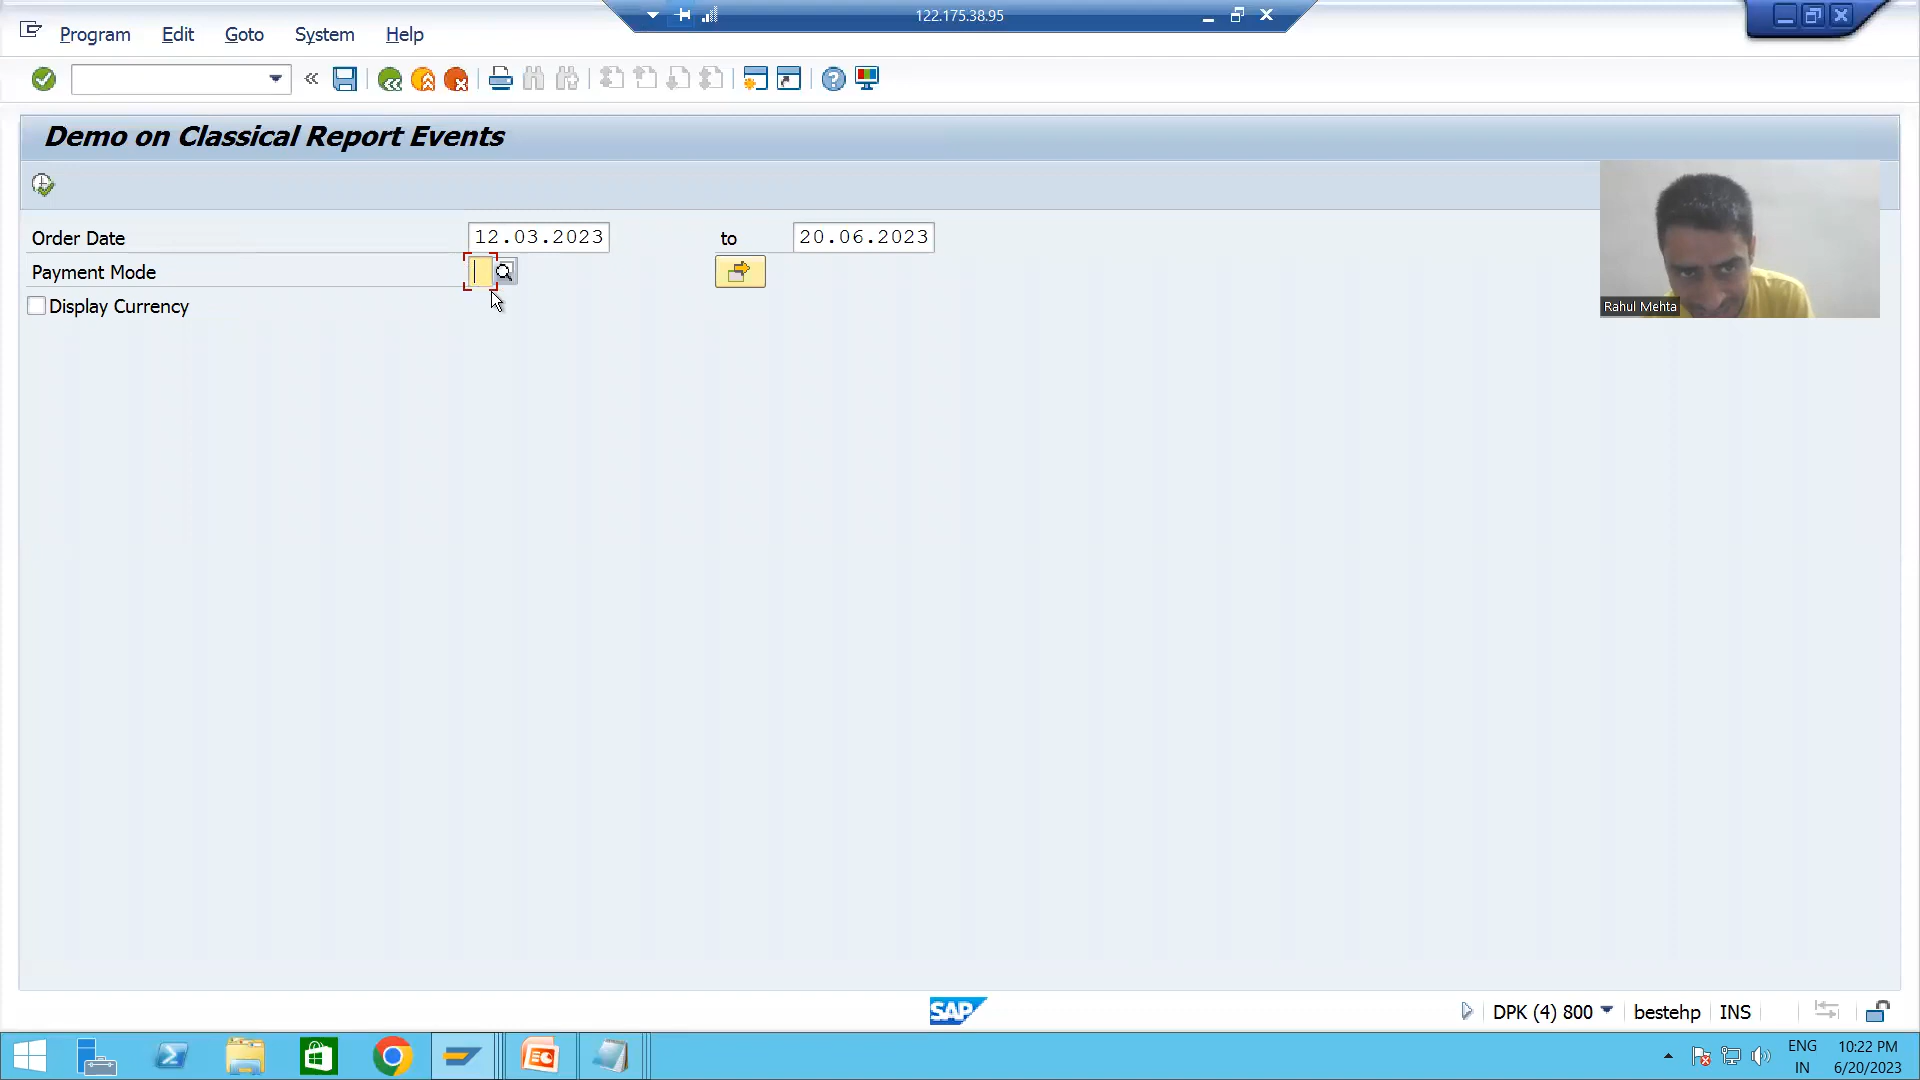 122.175.38.95
Program Edit Goto System Help
Demo on Classical Report Events
Order Date 12.03.2023 to 20.06.2023
Payment Mode
Display Currency
Rahul Mehta
SAP DPK (4) 800 bestehp INS
ENG 10:22 PM
IN 6/20/2023